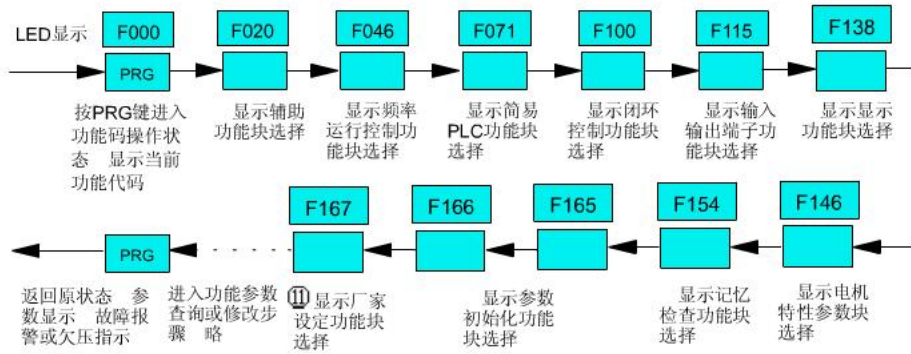 LED显示
F000
F020
F046
F071
F100
F115
F138
PRG
按PRG键进入
功能码操作状
态 显示当前
功能代码
显示辅助
功能块选择
显示频率
运行控制功
能块选择
显示简易
PLC功能块
选择
显示闭环
控制功能块
选择
显示输入
输出端子功
能块选择
显示显示
功能块选择
F167
F166
F165
F154
F146
PRG
返回原状态 参
数显示 故障报
警或欠压指示
进入功能参数
查询或修改步
骤 略
⑪显示厂家
设定功能块
选择
显示参数
初始化功能
块选择
显示记忆
检查功能块
选择
显示电机
特性参数块
选择